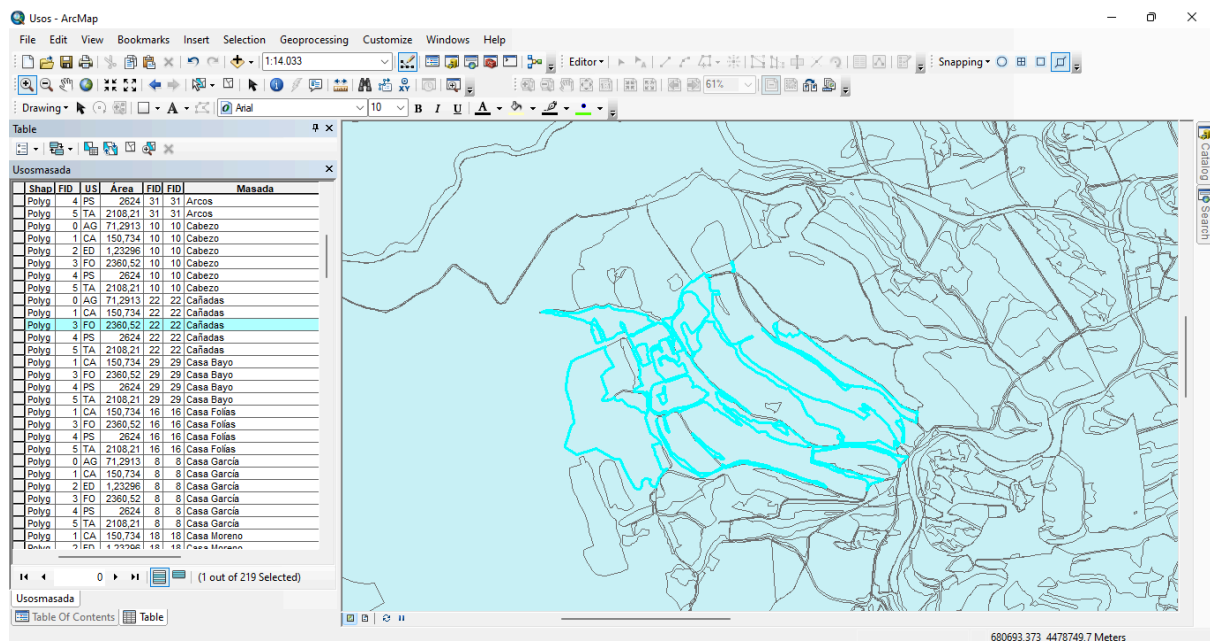 Usos - ArcMap
File Edit View Bookmarks Insert Selection Geoprocessing Customize Windows Help
1:14.033 Editor Snapping
61%
Drawing A Arial 10 B I U A
Table
Usosmasada
Shap FID US Área FID FID Masada
Polyg 4 PS 2624 31 31 Arcos
Polyg 5 TA 2108,21 31 31 Arcos
Polyg 0 AG 71,2913 10 10 Cabezo
Polyg 1 CA 150,734 10 10 Cabezo
Polyg 2 ED 1,23296 10 10 Cabezo
Polyg 3 FO 2360,52 10 10 Cabezo
Polyg 4 PS 2624 10 10 Cabezo
Polyg 5 TA 2108,21 10 10 Cabezo
Polyg 0 AG 71,2913 22 22 Cañadas
Polyg 1 CA 150,734 22 22 Cañadas
Polyg 3 FO 2360,52 22 22 Cañadas
Polyg 4 PS 2624 22 22 Cañadas
Polyg 5 TA 2108,21 22 22 Cañadas
Polyg 1 CA 150,734 29 29 Casa Bayo
Polyg 3 FO 2360,52 29 29 Casa Bayo
Polyg 4 PS 2624 29 29 Casa Bayo
Polyg 5 TA 2108,21 29 29 Casa Bayo
Polyg 1 CA 150,734 16 16 Casa Folías
Polyg 3 FO 2360,52 16 16 Casa Folías
Polyg 4 PS 2624 16 16 Casa Folías
Polyg 5 TA 2108,21 16 16 Casa Folías
Polyg 0 AG 71,2913 8 8 Casa García
Polyg 1 CA 150,734 8 8 Casa García
Polyg 2 ED 1,23296 8 8 Casa García
Polyg 3 FO 2360,52 8 8 Casa García
Polyg 4 PS 2624 8 8 Casa García
Polyg 5 TA 2108,21 8 8 Casa García
Polyg 1 CA 150,734 18 18 Casa Moreno
Polyg 2 ED 1,23296 18 18 Casa Moreno
0 (1 out of 219 Selected)
Usosmasada
Table Of Contents Table
Catalog
Search
680693,373 4478749,7 Meters